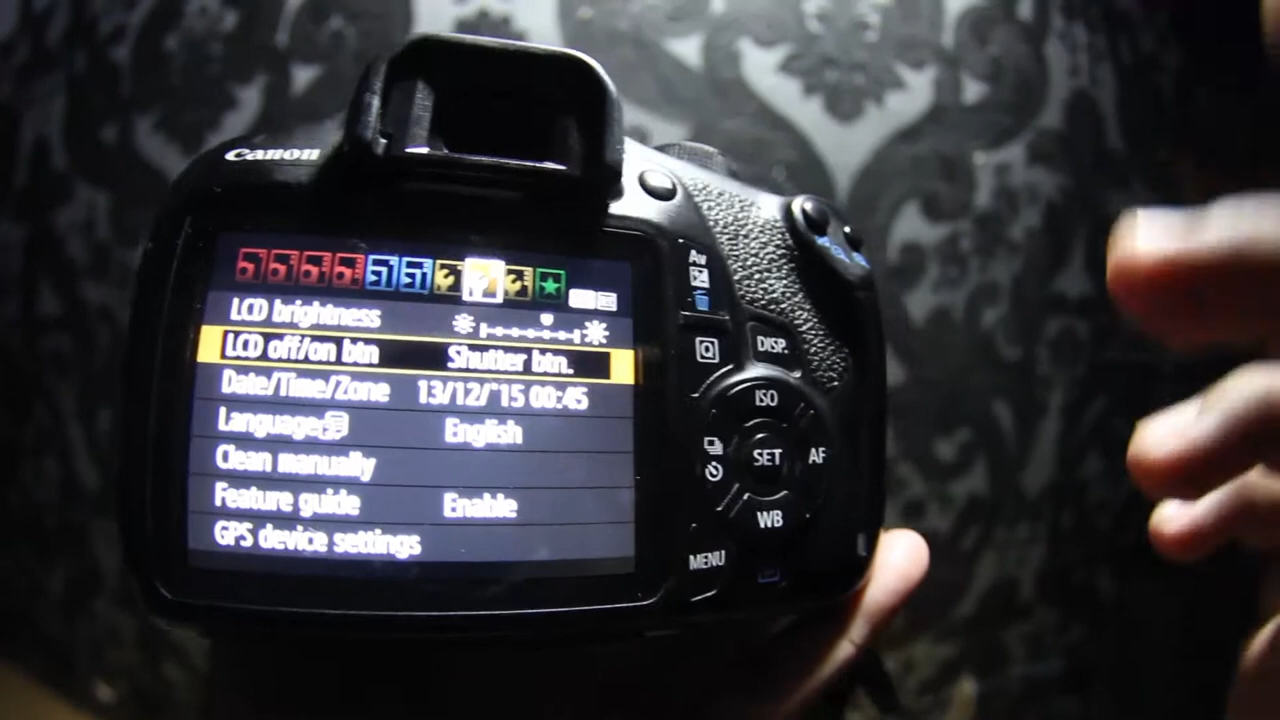 Canon
LCD brightness
LCD off/on btn Shutter btn.
Date/Time/Zone 13/12/'15 00:45
Language English
Clean manually
Feature guide Enable
GPS device settings
Av
Q DISP.
ISO
SET AF
WB
MENU